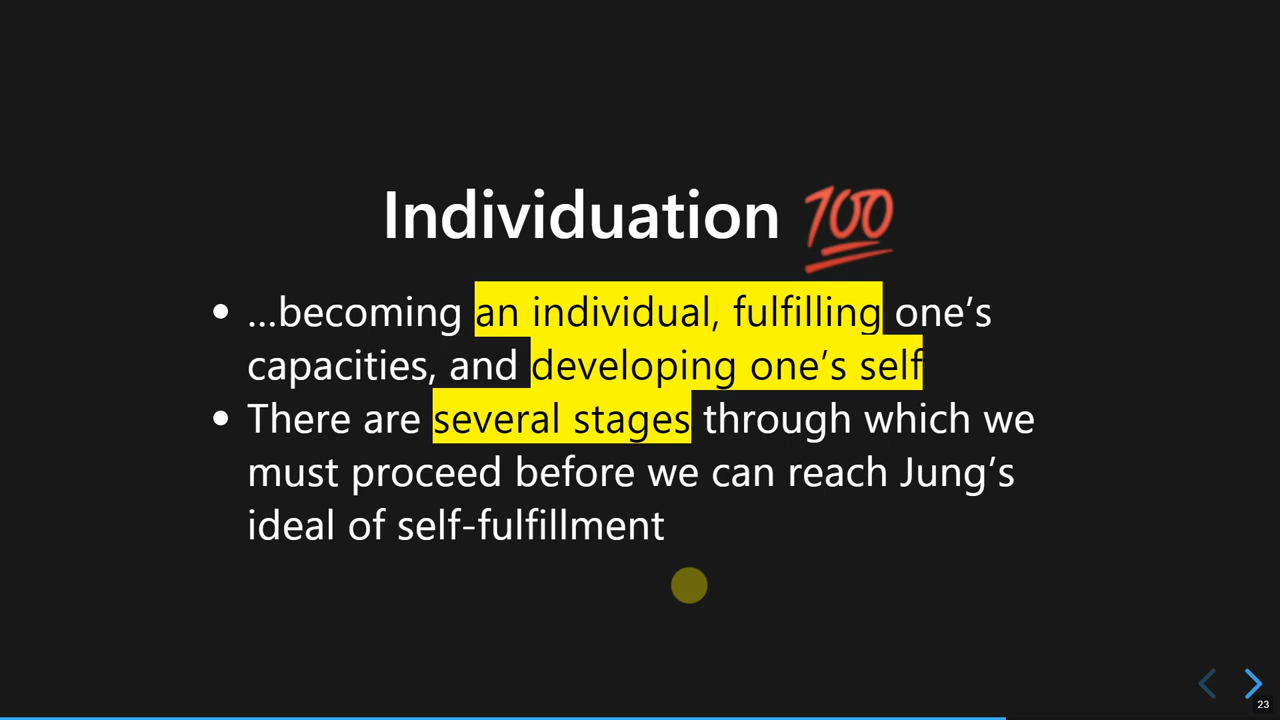 Individuation 💯
• ...becoming an individual, fulfilling one’s
capacities, and developing one’s self
• There are several stages through which we
must proceed before we can reach Jung’s
ideal of self-fulfillment
23